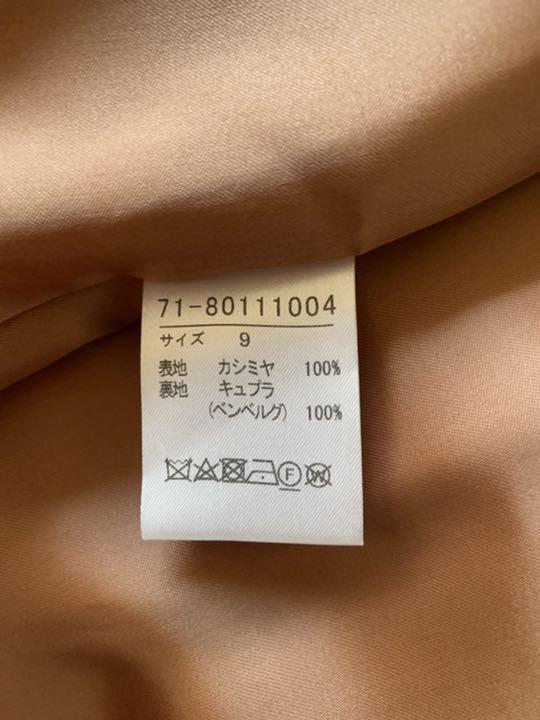 71-80111004
サイズ 9
表地 カシミヤ 100%
裏地 キュプラ
(ベンベルグ) 100%
F W